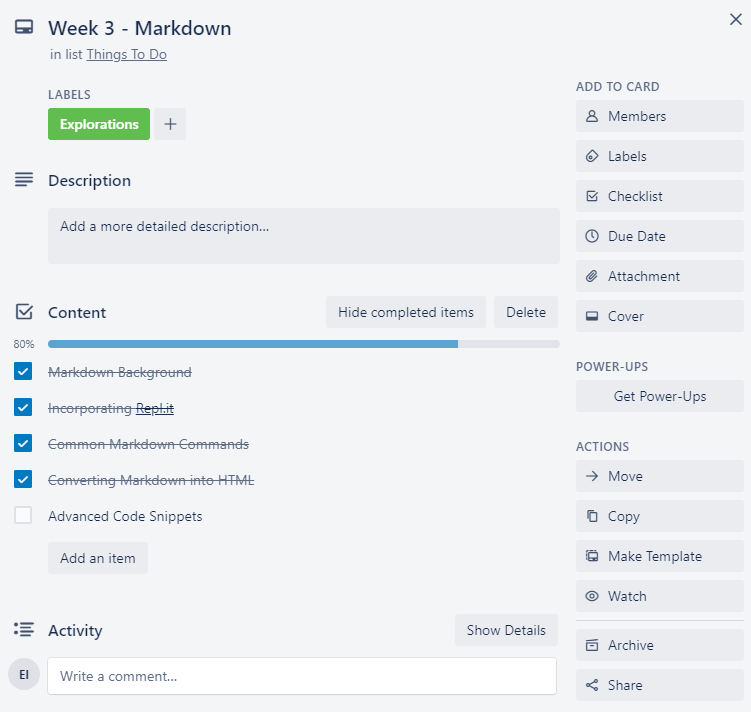 Week 3 - Markdown
in list Things To Do
LABELS
Explorations
Description
Add a more detailed description...
Content
Hide completed items
Delete
80%
Markdown Background
Incorporating Repl.it
Common Markdown Commands
Converting Markdown into HTML
Advanced Code Snippets
Add an item
Activity
Show Details
EI
Write a comment...
ADD TO CARD
Members
Labels
Checklist
Due Date
Attachment
Cover
POWER-UPS
Get Power-Ups
ACTIONS
Move
Copy
Make Template
Watch
Archive
Share